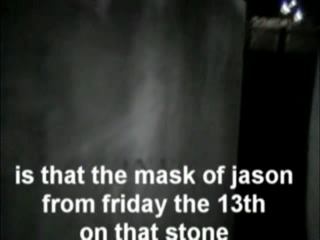 is that the mask of jason
from friday the 13th
on that stone